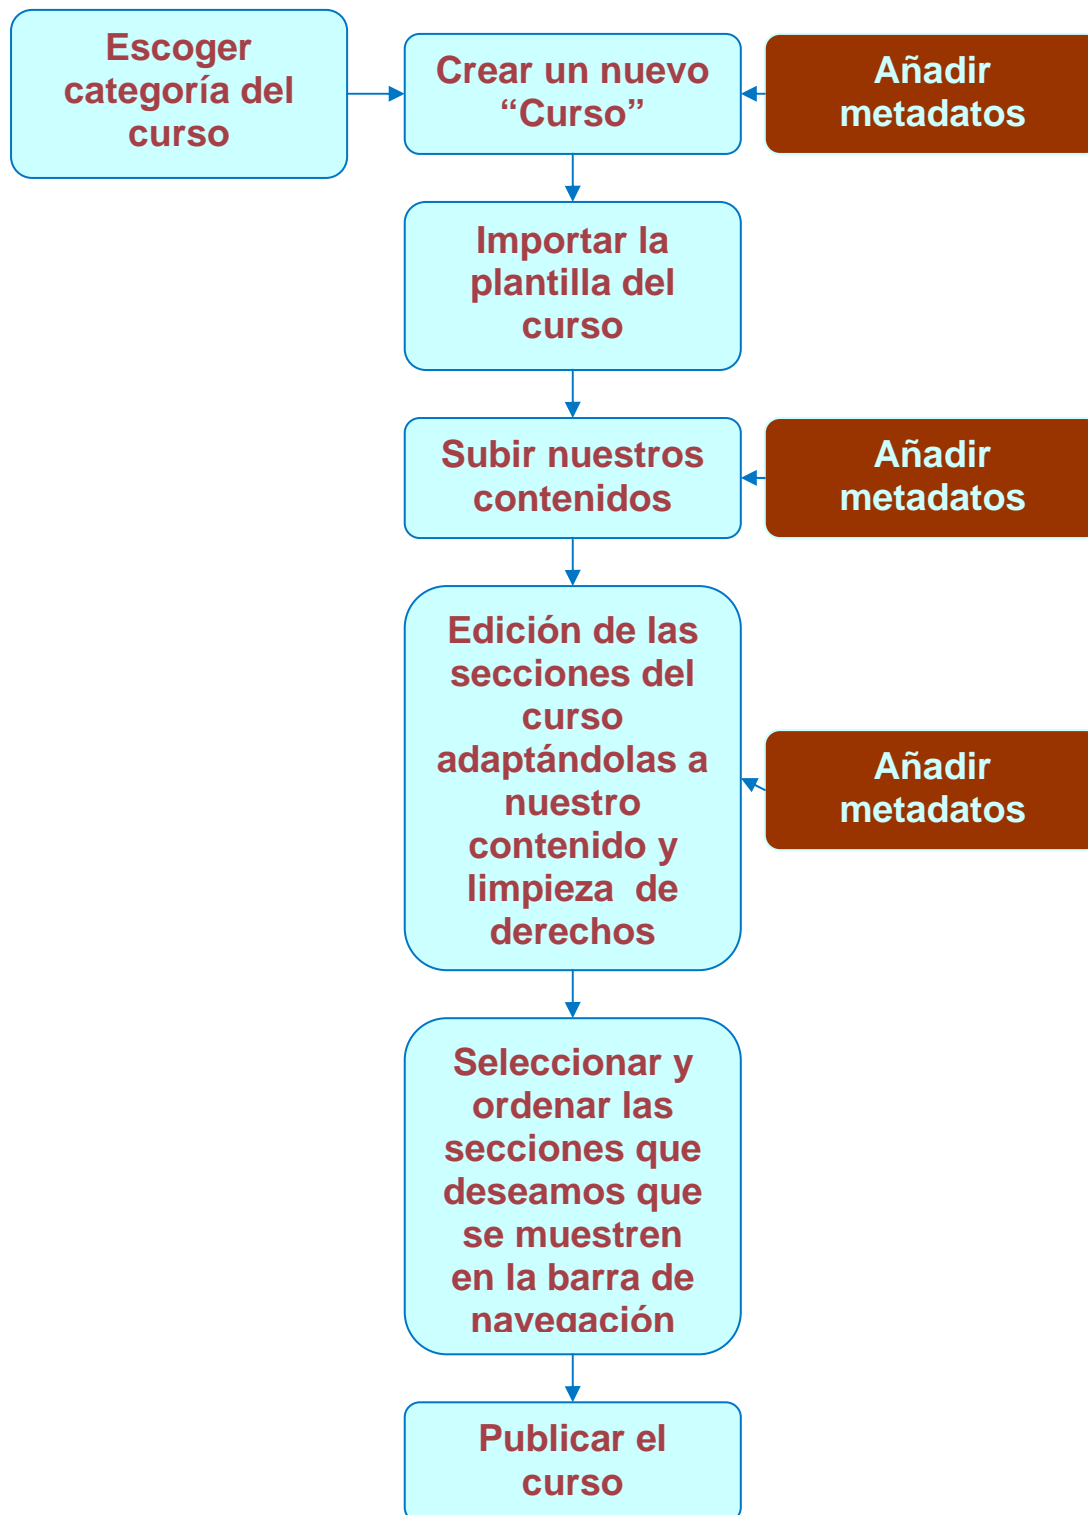 Escoger
categoría del
curso
Crear un nuevo
“Curso”
Añadir
metadatos
Importar la
plantilla del
curso
Subir nuestros
contenidos
Añadir
metadatos
Edición de las
secciones del
curso
adaptándolas a
nuestro
contenido y
limpieza  de
derechos
Añadir
metadatos
Seleccionar y
ordenar las
secciones que
deseamos que
se muestren
en la barra de
navegación
Publicar el
curso